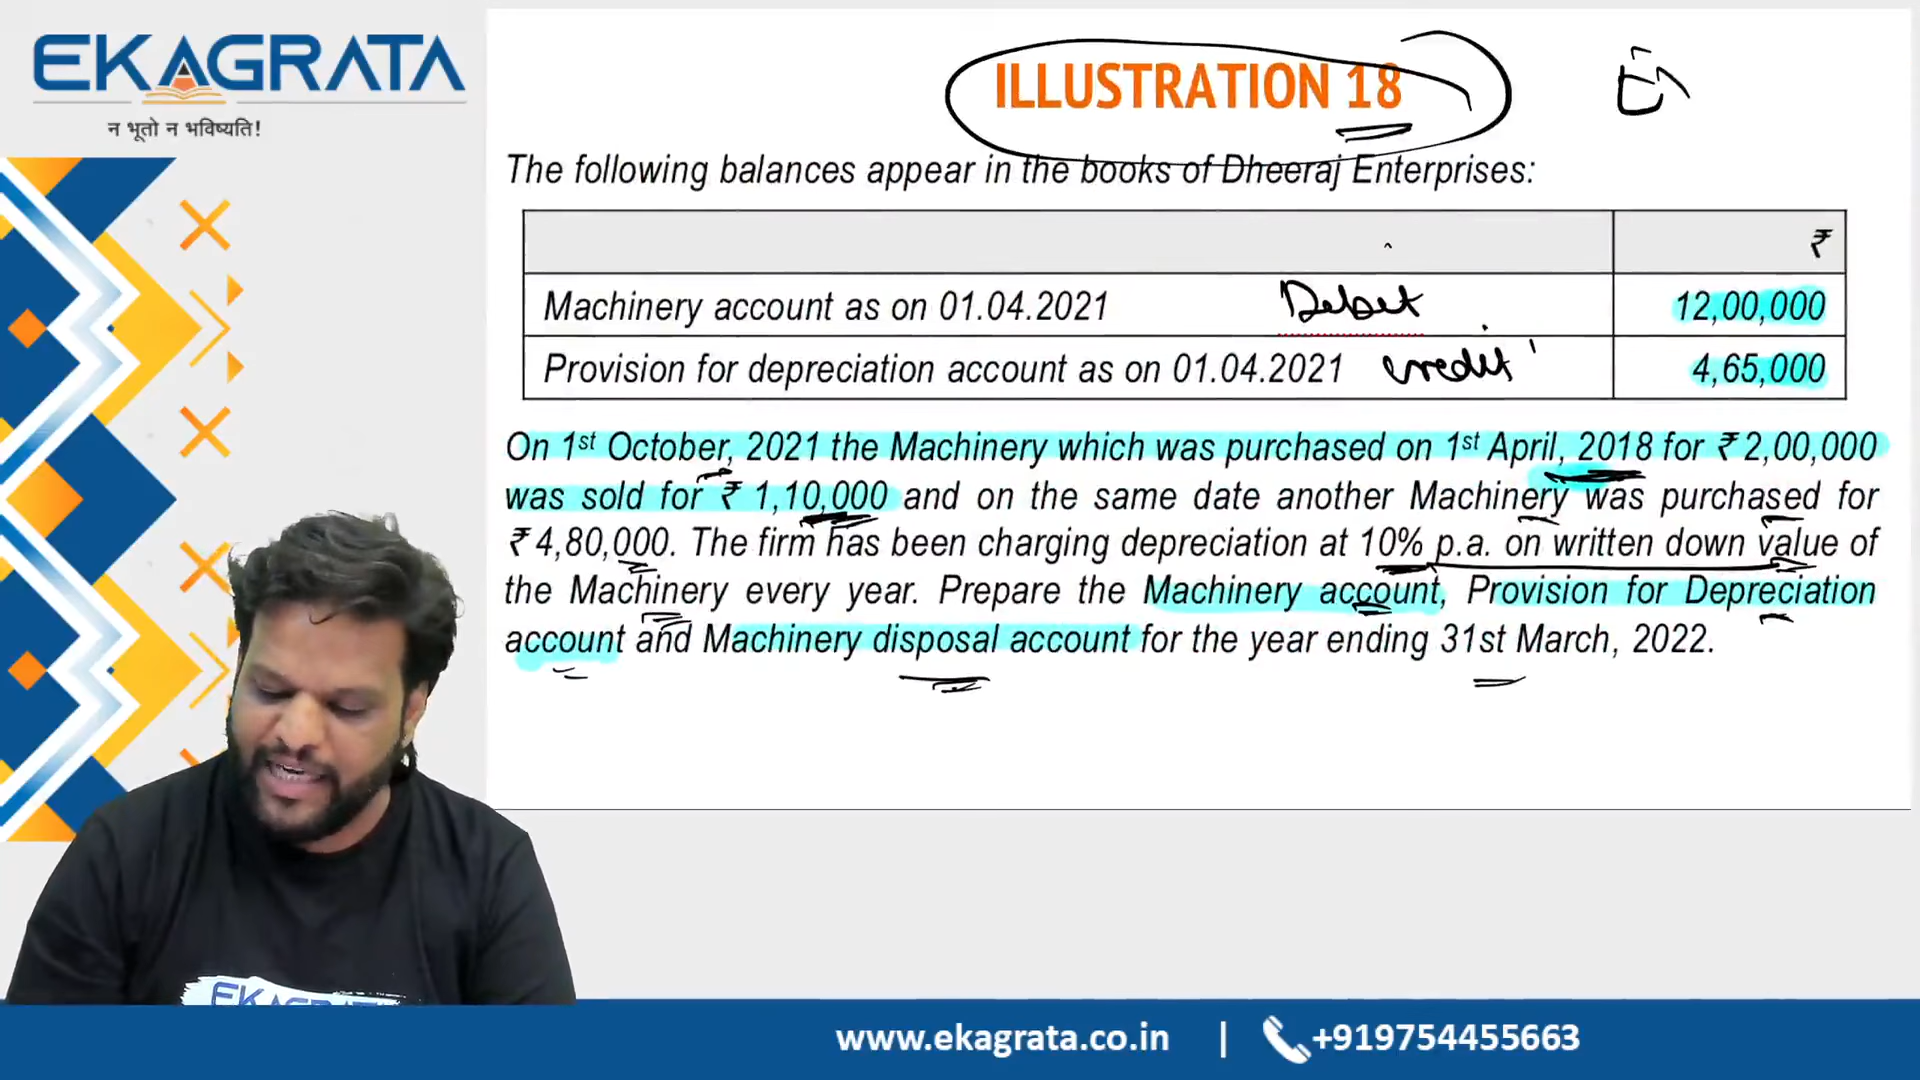 EKAGRATA
न भूतो न भविष्यति!
ILLUSTRATION 18
The following balances appear in the books of Dheeraj Enterprises:
₹
Machinery account as on 01.04.2021 Debet 12,00,000
Provision for depreciation account as on 01.04.2021 credit 4,65,000
On 1st October, 2021 the Machinery which was purchased on 1st April, 2018 for ₹ 2,00,000
was sold for ₹ 1,10,000 and on the same date another Machinery was purchased for
₹ 4,80,000. The firm has been charging depreciation at 10% p.a. on written down value of
the Machinery every year. Prepare the Machinery account, Provision for Depreciation
account and Machinery disposal account for the year ending 31st March, 2022.
EKAGRATA
www.ekagrata.co.in | +919754455663